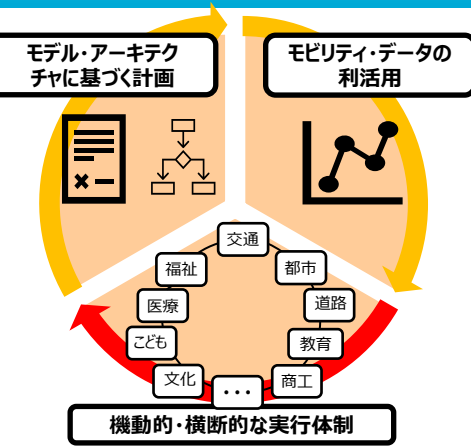 モデル・アーキテク
チャに基づく計画
モビリティ・データの
利活用
交通
福祉
都市
医療
道路
こども
教育
文化
・・・
商工
機動的・横断的な実行体制